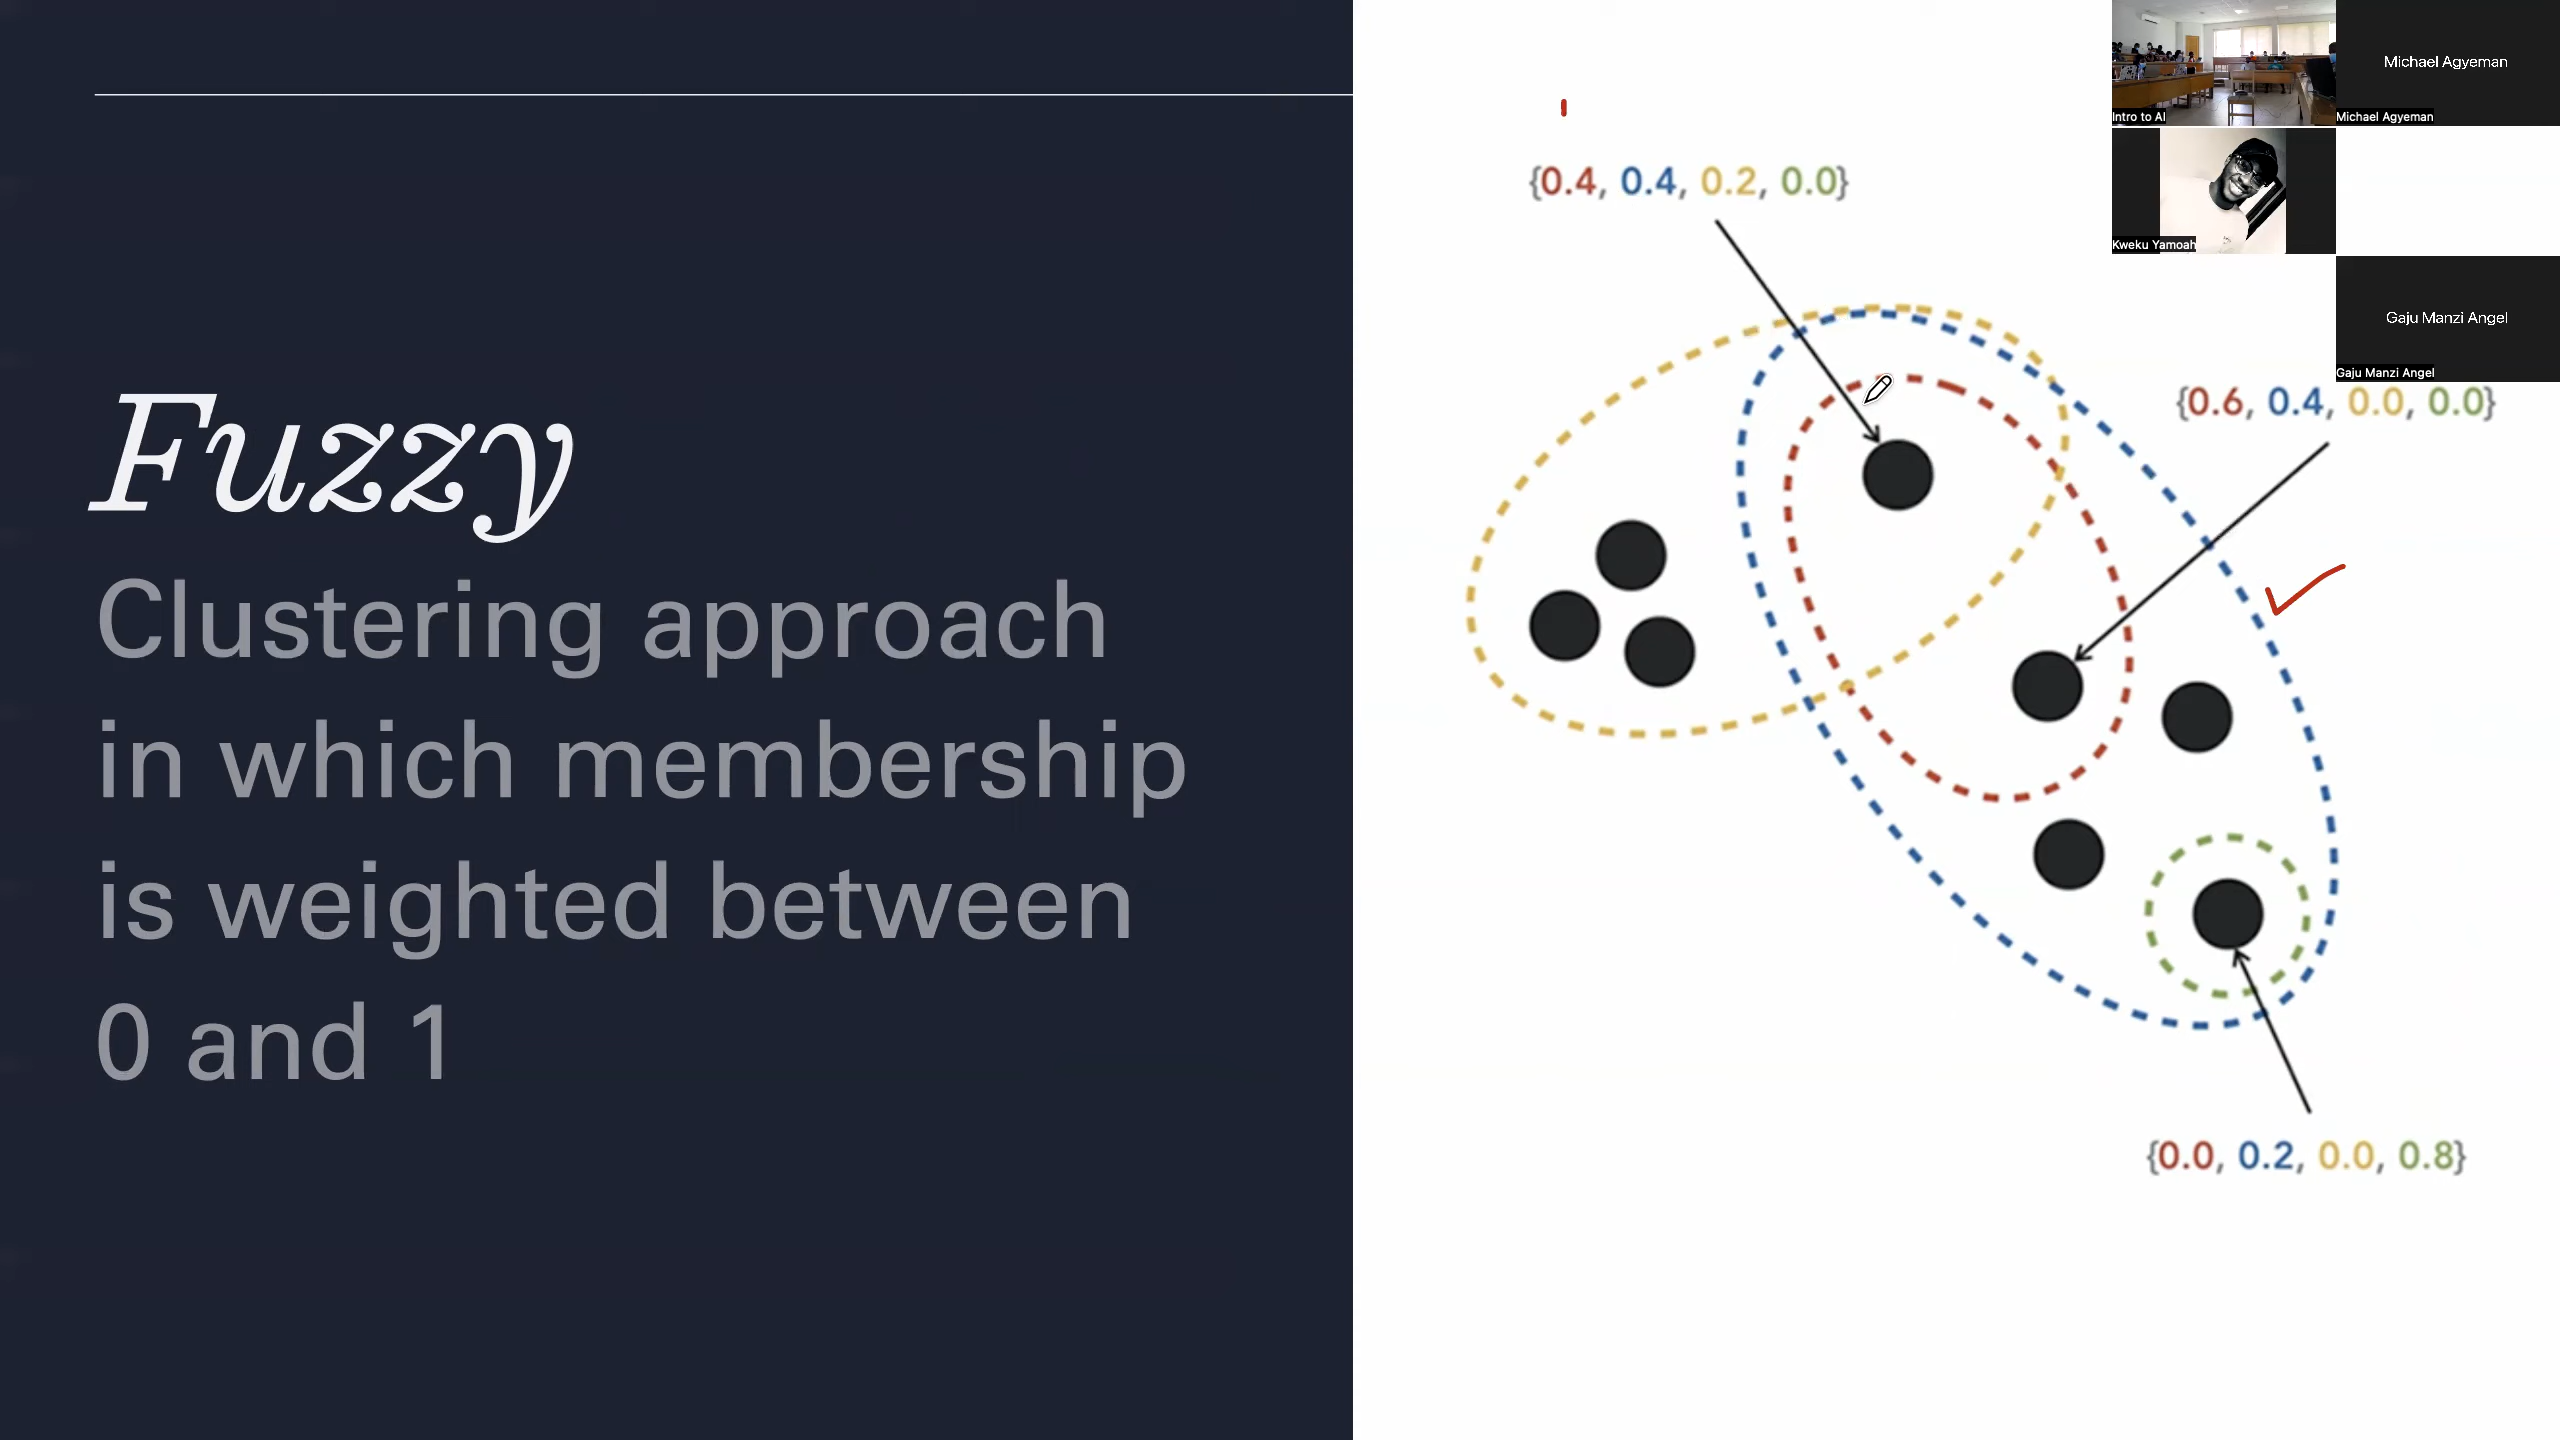 Fuzzy
Clustering approach
in which membership
is weighted between
0 and 1
{0.4, 0.4, 0.2, 0.0}
{0.6, 0.4, 0.0, 0.0}
{0.0, 0.2, 0.0, 0.8}
Intro to AI
Michael Agyeman
Michael Agyeman
Kweku Yamoah
Gaju Manzi Angel
Gaju Manzi Angel